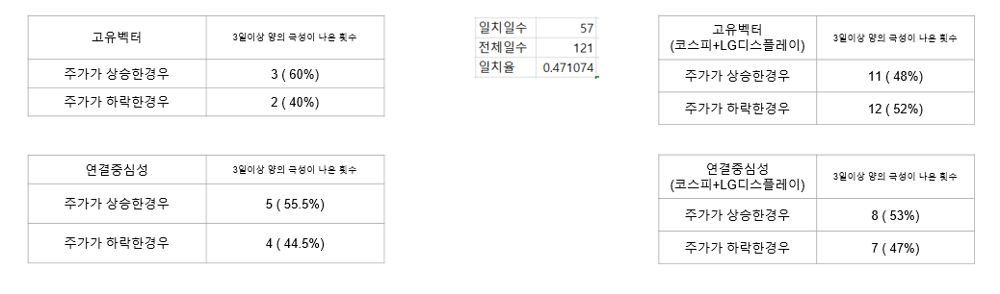 고유벡터 3일이상 양의 극성이 나온 횟수
주가가 상승한경우 3 ( 60%)
주가가 하락한경우 2 ( 40%)
연결중심성 3일이상 양의 극성이 나온 횟수
주가가 상승한경우 5 ( 55.5%)
주가가 하락한경우 4 ( 44.5%)
일치일수 57
전체일수 121
일치율 0.471074
고유벡터
(코스피+LG디스플레이) 3일이상 양의 극성이 나온 횟수
주가가 상승한경우 11 ( 48%)
주가가 하락한경우 12 ( 52%)
연결중심성
(코스피+LG디스플레이) 3일이상 양의 극성이 나온 횟수
주가가 상승한경우 8 ( 53%)
주가가 하락한경우 7 ( 47%)